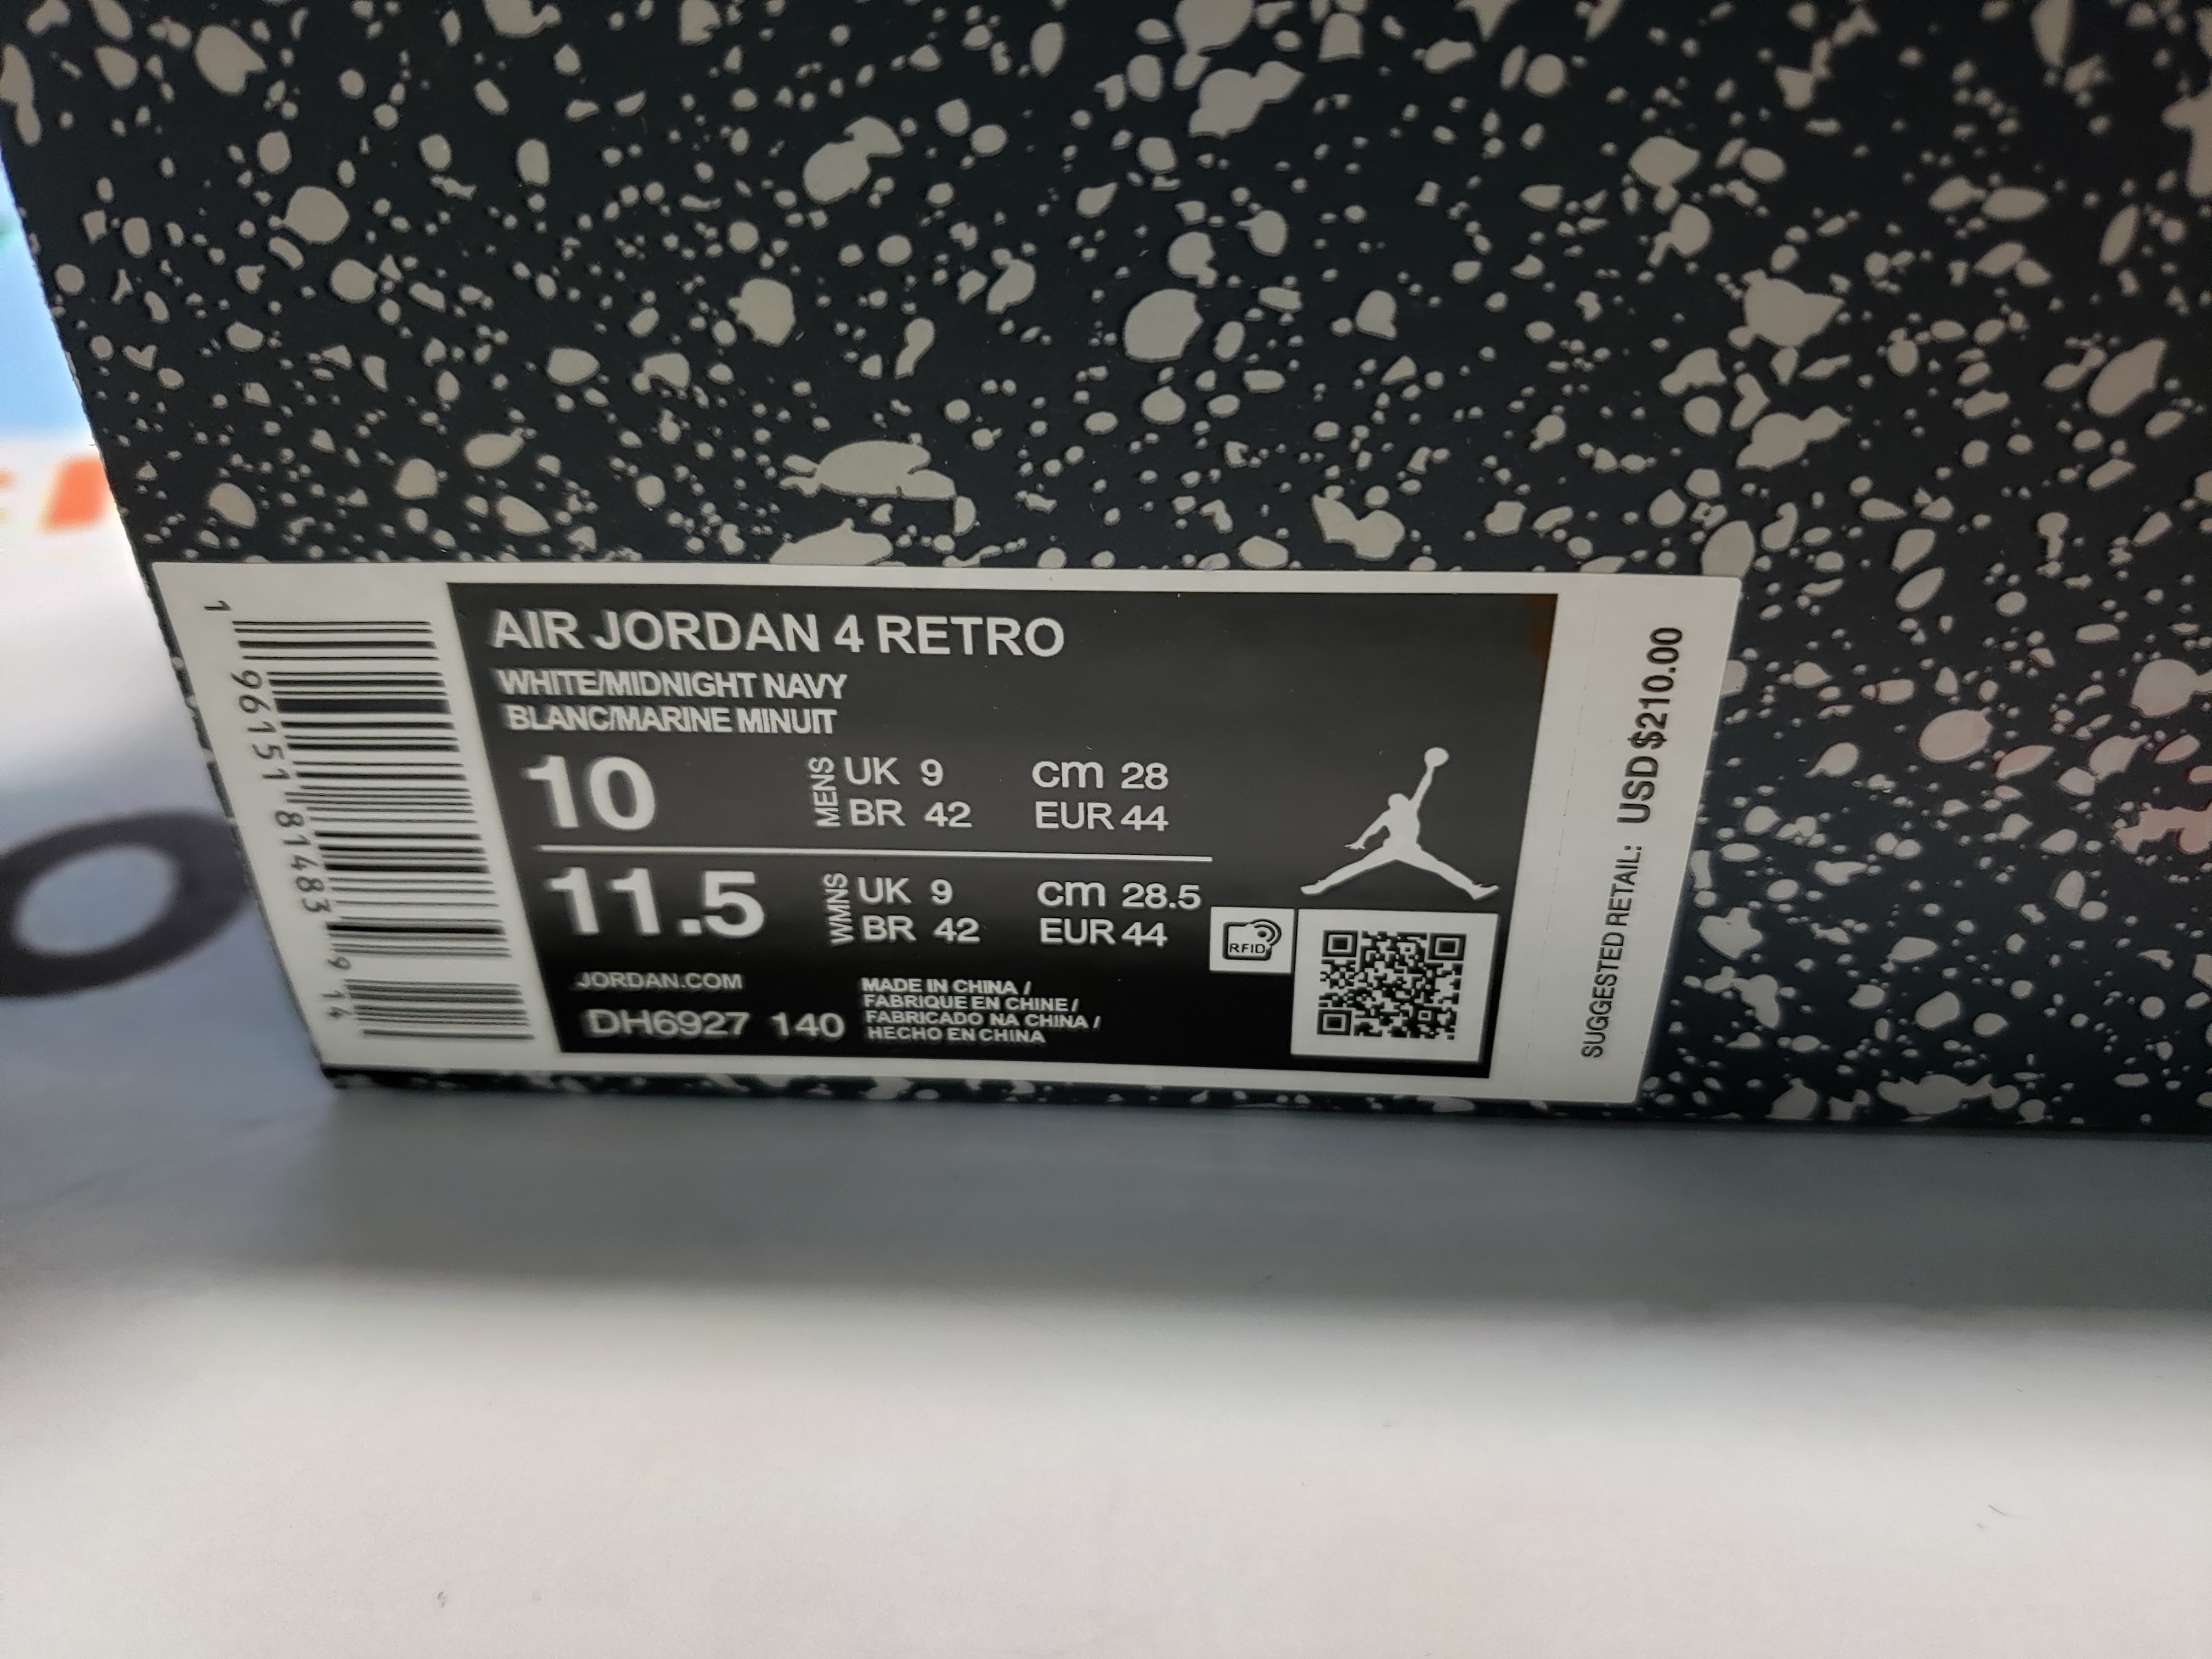 AIR JORDAN 4 RETRO
WHITE/MIDNIGHT NAVY
BLANC/MARINE MINUIT
10 MENS UK 9 cm 28
BR 42 EUR 44
11.5 WMNS UK 9 cm 28.5
BR 42 EUR 44
JORDAN.COM
DH6927 140
MADE IN CHINA /
FABRIQUE EN CHINE /
FABRICADO NA CHINA /
HECHO EN CHINA
RFID
1 96151 81483 9 14
SUGGESTED RETAIL: USD $210.00